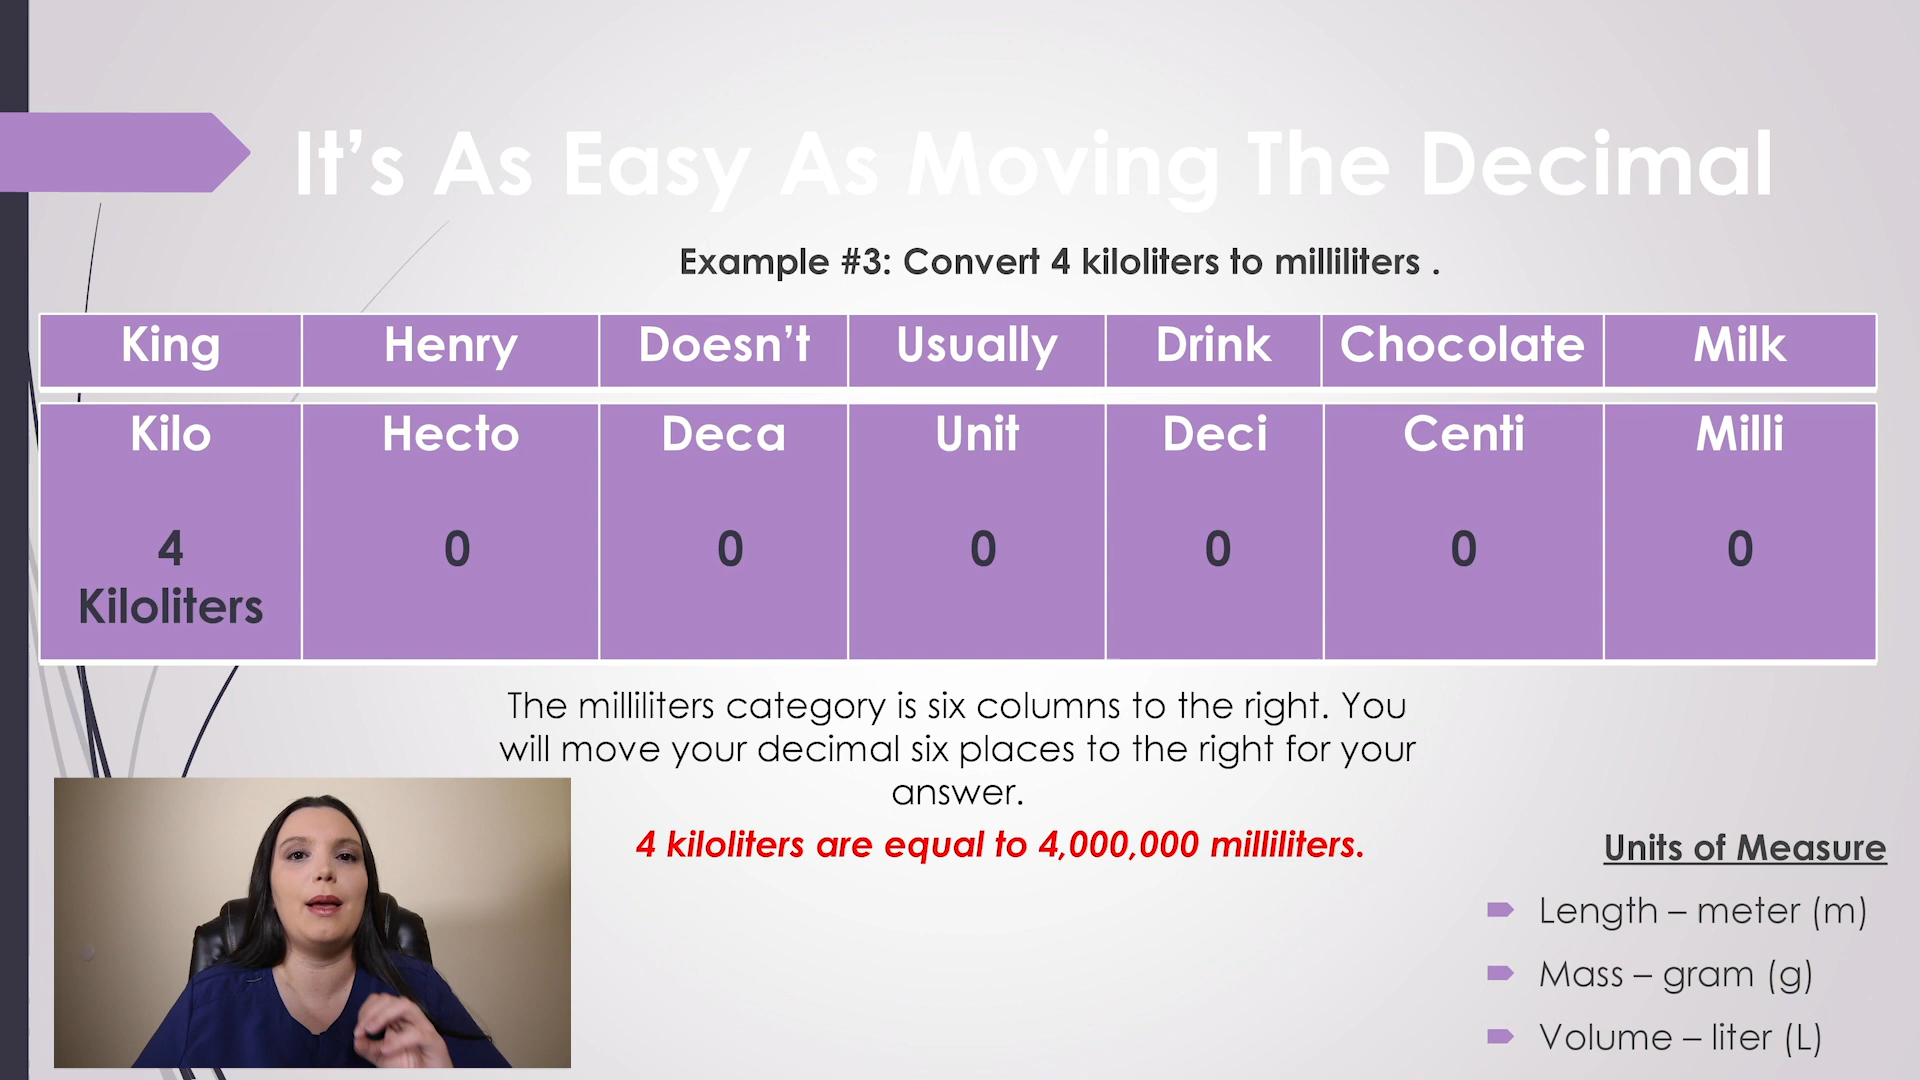 It’s As Easy As Moving The Decimal
Example #3: Convert 4 kiloliters to milliliters .
King Henry Doesn’t Usually Drink Chocolate Milk
Kilo Hecto Deca Unit Deci Centi Milli
4 0 0 0 0 0 0
Kiloliters
The milliliters category is six columns to the right. You
will move your decimal six places to the right for your
answer.
4 kiloliters are equal to 4,000,000 milliliters.
Units of Measure
Length – meter (m)
Mass – gram (g)
Volume – liter (L)